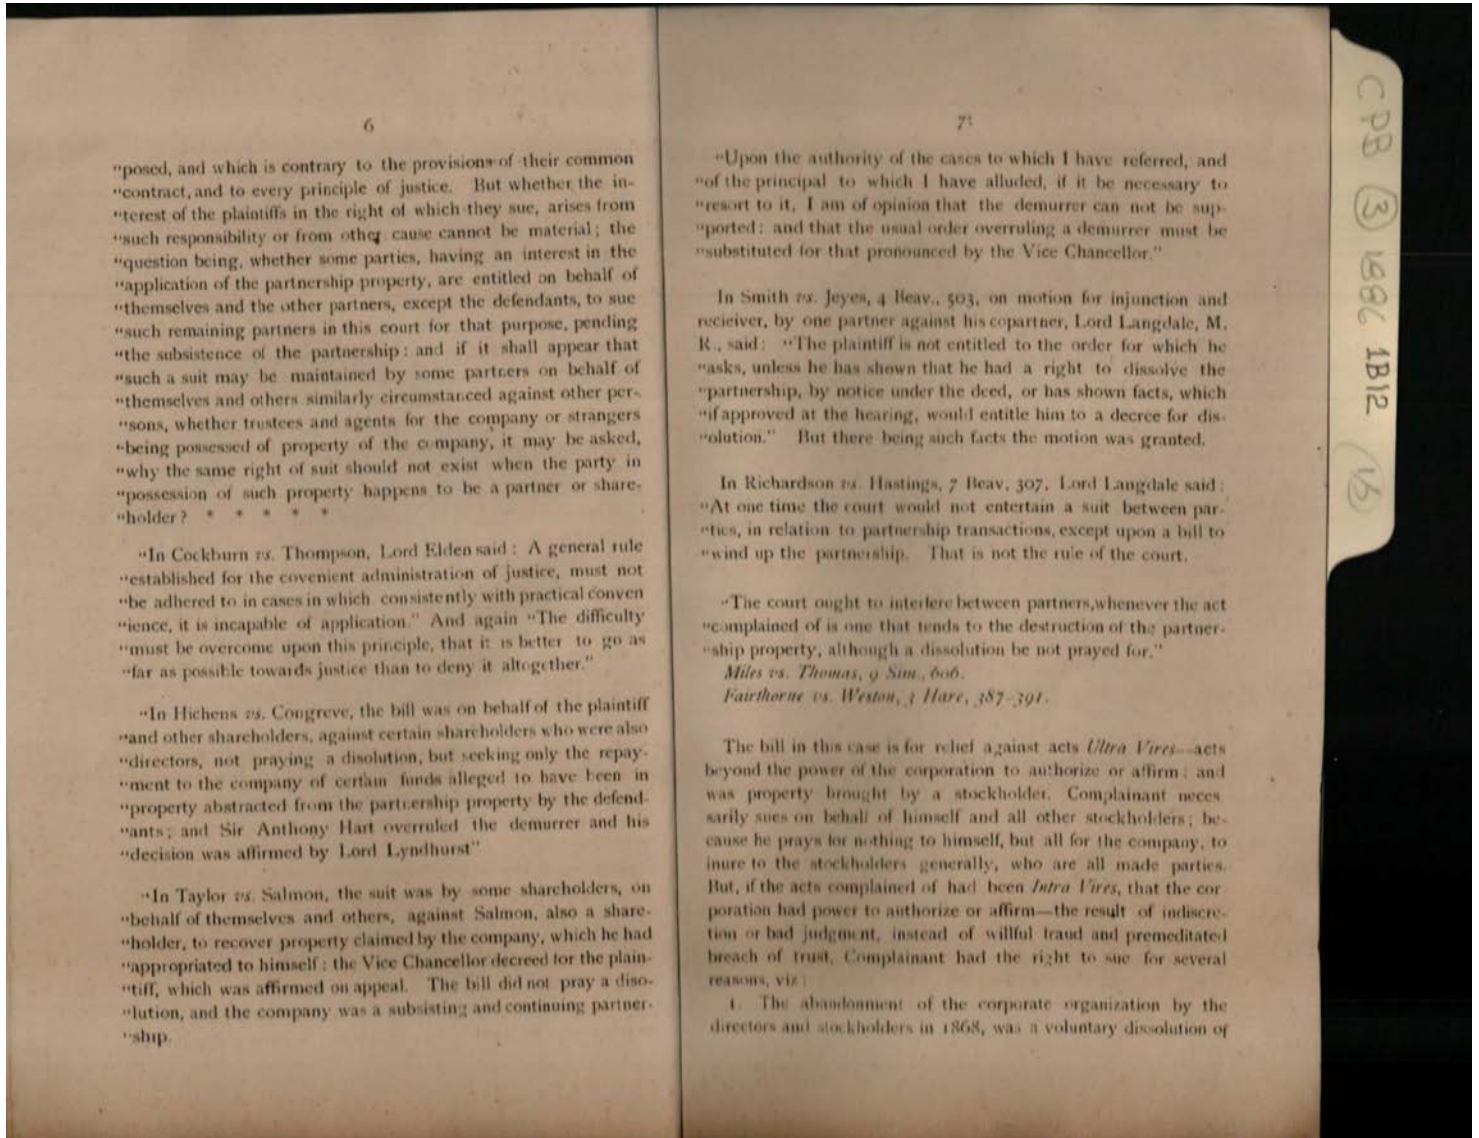 6
"posed, and which is contrary to the provisions of their common
"contract, and to every principle of justice. But whether the in-
"terest of the plaintiffs in the right of which they sue, arises from
"such responsibility or from other cause cannot be material; the
"question being, whether some parties, having an interest in the
"application of the partnership property, are entitled on behalf of
"themselves and the other partners, except the defendants, to sue
"such remaining partners in this court for that purpose, pending
"the subsistence of the partnership: and if it shall appear that
"such a suit may be maintained by some partners on behalf of
"themselves and others similarly circumstanced against other per-
"sons, whether trustees and agents for the company or strangers
"being possessed of property of the company, it may be asked,
"why the same right of suit should not exist when the party in
"possession of such property happens to be a partner or share-
"holder? * * * * *
"In Cockburn vs. Thompson, Lord Elden said: A general rule
"established for the covenient administration of justice, must not
"be adhered to in cases in which consistently with practical conven
"ience, it is incapable of application." And again "The difficulty
"must be overcome upon this principle, that it is better to go as
"far as possible towards justice than to deny it altogether."
"In Hichens vs. Congreve, the bill was on behalf of the plaintiff
"and other shareholders, against certain shareholders who were also
"directors, not praying a disolution, but seeking only the repay-
"ment to the company of certain funds alleged to have been in
"property abstracted from the partnership property by the defend-
"ants; and Sir Anthony Hart overruled the demurrer and his
"decision was affirmed by Lord Lyndhurst"
"In Taylor vs. Salmon, the suit was by some shareholders, on
"behalf of themselves and others, against Salmon, also a share-
"holder, to recover property claimed by the company, which he had
"appropriated to himself; the Vice Chancellor decreed for the plain-
"tiff, which was affirmed on appeal. The bill did not pray a diso-
"lution, and the company was a subsisting and continuing partner-
"ship.
7
"Upon the authority of the cases to which I have referred, and
"of the principal to which I have alluded, if it be necessary to
"resort to it, I am of opinion that the demurrer can not be sup-
"ported; and that the usual order overruling a demurrer must be
"substituted for that pronounced by the Vice Chancellor."
In Smith vs. Jeyes, 4 Beav., 503, on motion for injunction and
recieiver, by one partner against his copartner, Lord Langdale, M.
R., said: "The plaintiff is not entitled to the order for which he
"asks, unless he has shown that he had a right to dissolve the
"partnership, by notice under the deed, or has shown facts, which
"if approved at the hearing, would entitle him to a decree for dis-
"olution." But there being such facts the motion was granted.
In Richardson vs. Hastings, 7 Beav, 307, Lord Langdale said:
"At one time the court would not entertain a suit between par-
"ties, in relation to partnership transactions, except upon a bill to
"wind up the partnership. That is not the rule of the court.
"The court ought to interfere between partners, whenever the act
"complained of is one that tends to the destruction of the partner-
"ship property, although a dissolution be not prayed for."
Miles vs. Thomas, 9 Sim., 606.
Fairthorne vs. Weston, 3 Hare, 387-391.
The bill in this case is for relief against acts Ultra Vires—acts
beyond the power of the corporation to authorize or affirm; and
was property brought by a stockholder. Complainant neces
sarily sues on behalf of himself and all other stockholders; be-
cause he prays for nothing to himself, but all for the company, to
inure to the stockholders generally, who are all made parties.
But, if the acts complained of had been Intra Vires, that the cor
poration had power to authorize or affirm—the result of indiscre-
tion or bad judgment, instead of willful fraud and premeditated
breach of trust, Complainant had the right to sue for several
reasons, viz:
1. The abandonment of the corporate organization by the
directors and stockholders in 1868, was a voluntary dissolution of
CPB 3 1886 1B12